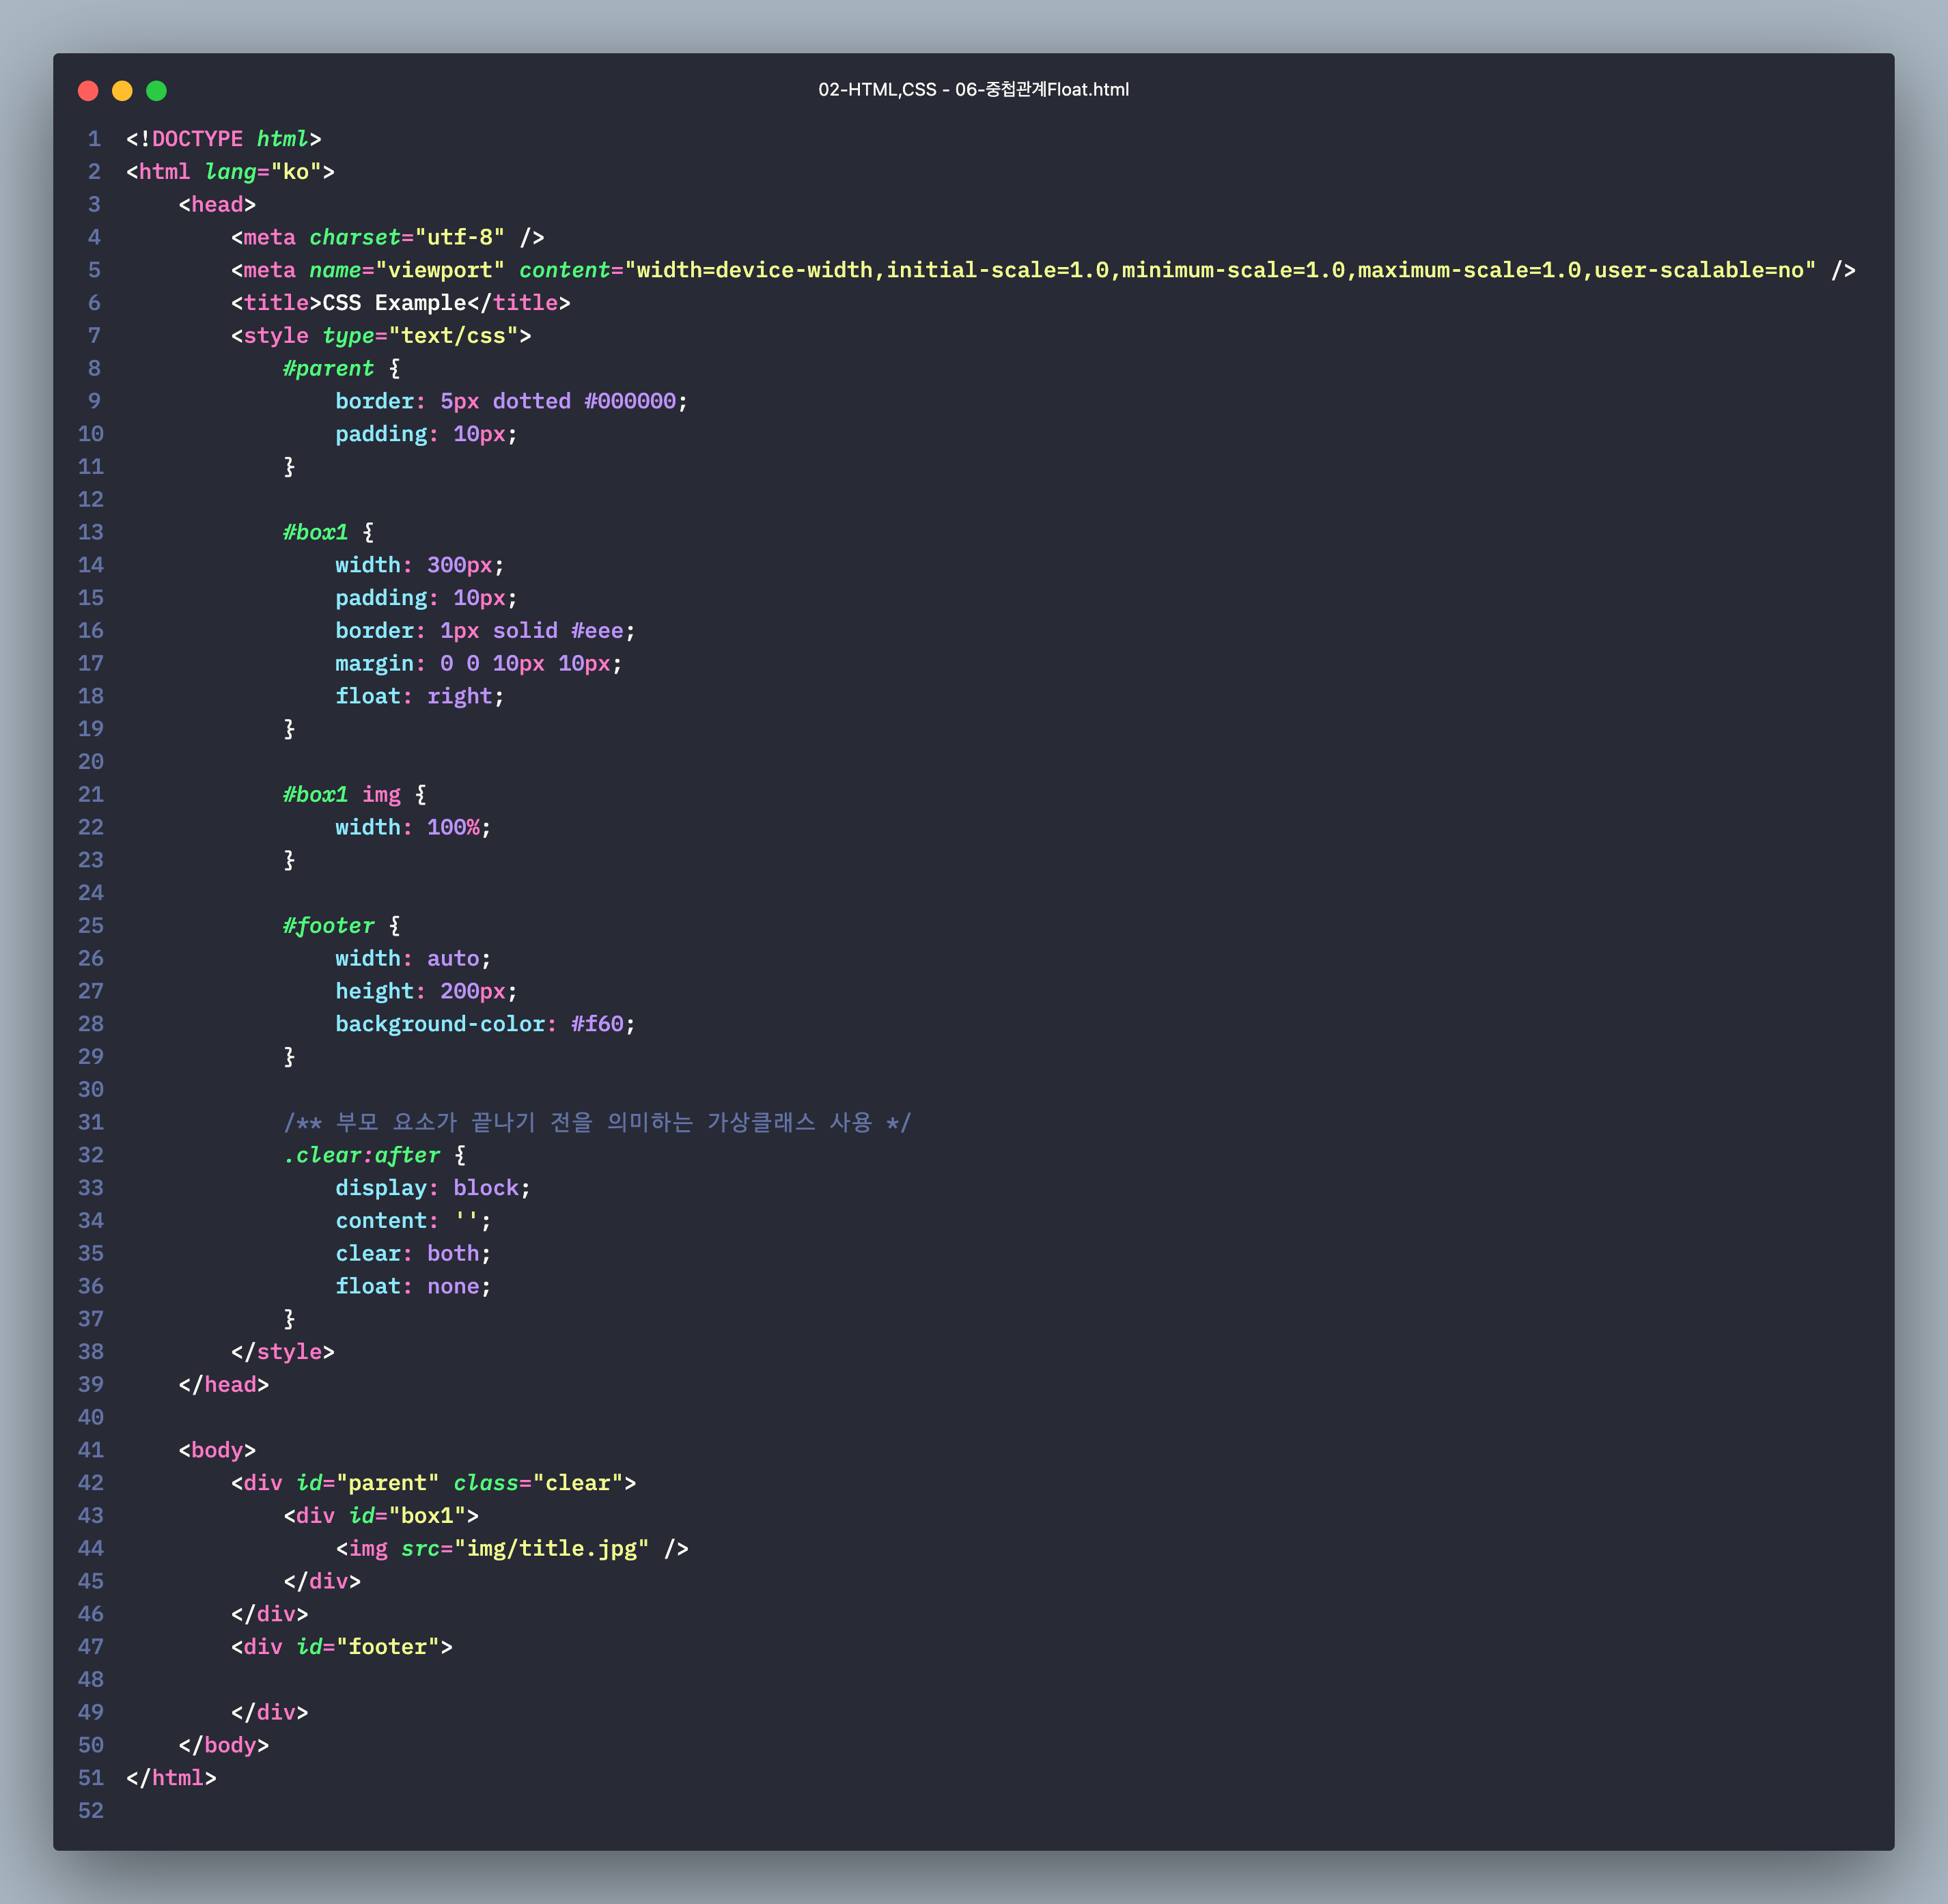 02-HTML,CSS - 06-중첩관계Float.html
1 <!DOCTYPE html>
2 <html lang="ko">
3     <head>
4         <meta charset="utf-8" />
5         <meta name="viewport" content="width=device-width,initial-scale=1.0,minimum-scale=1.0,maximum-scale=1.0,user-scalable=no" />
6         <title>CSS Example</title>
7         <style type="text/css">
8             #parent {
9                 border: 5px dotted #000000;
10                 padding: 10px;
11             }
12
13             #box1 {
14                 width: 300px;
15                 padding: 10px;
16                 border: 1px solid #eee;
17                 margin: 0 0 10px 10px;
18                 float: right;
19             }
20
21             #box1 img {
22                 width: 100%;
23             }
24
25             #footer {
26                 width: auto;
27                 height: 200px;
28                 background-color: #f60;
29             }
30
31             /** 부모 요소가 끝나기 전을 의미하는 가상클래스 사용 */
32             .clear:after {
33                 display: block;
34                 content: '';
35                 clear: both;
36                 float: none;
37             }
38         </style>
39     </head>
40
41     <body>
42         <div id="parent" class="clear">
43             <div id="box1">
44                 <img src="img/title.jpg" />
45             </div>
46         </div>
47         <div id="footer">
48
49         </div>
50     </body>
51 </html>
52